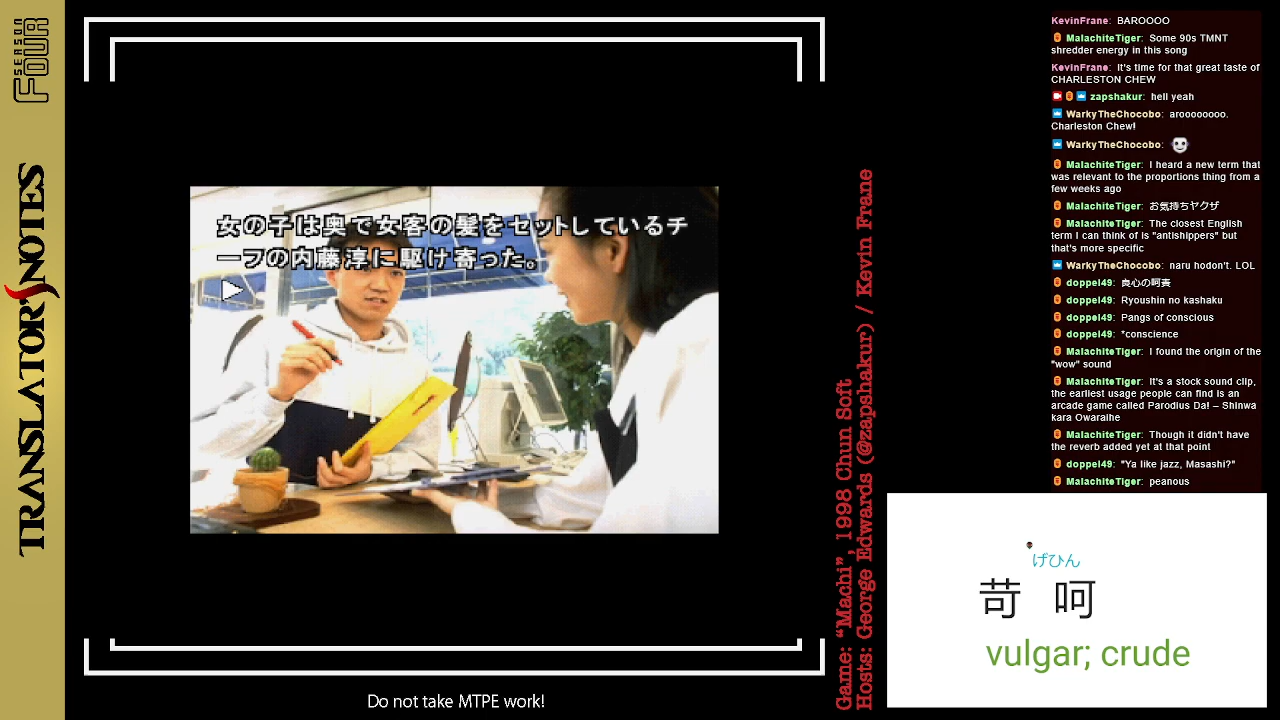 SEASON
FOUR
TRANSLATOR'S NOTES
女の子は奥で女客の髪をセットしているチ
ーフの内藤淳に駆け寄った。
Game: "Machi", 1998 Chun Soft
Hosts: George Edwards (@zapshakur) / Kevin Frane
Do not take MTPE work!
KevinFrane: BAROOOO
MalachiteTiger: Some 90s TMNT
shredder energy in this song
KevinFrane: It's time for that great taste of
CHARLESTON CHEW
zapshakur: hell yeah
WarkyTheChocobo: aroooooooo.
Charleston Chew!
WarkyTheChocobo:
MalachiteTiger: I heard a new term that
was relevant to the proportions thing from a
few weeks ago
MalachiteTiger: お気持ちヤクザ
MalachiteTiger: The closest English
term I can think of is "antishippers" but
that's more specific
WarkyTheChocobo: naru hodon't. LOL
doppel49: 良心の呵責
doppel49: Ryoushin no kashaku
doppel49: Pangs of conscious
doppel49: *conscience
MalachiteTiger: I found the origin of the
"wow" sound
MalachiteTiger: It's a stock sound clip,
the earliest usage people can find is an
arcade game called Parodius Da! – Shinwa
kara Owaraihe
MalachiteTiger: Though it didn't have
the reverb added yet at that point
doppel49: "Ya like jazz, Masashi?"
MalachiteTiger: peanous
げひん
苛 呵
vulgar; crude